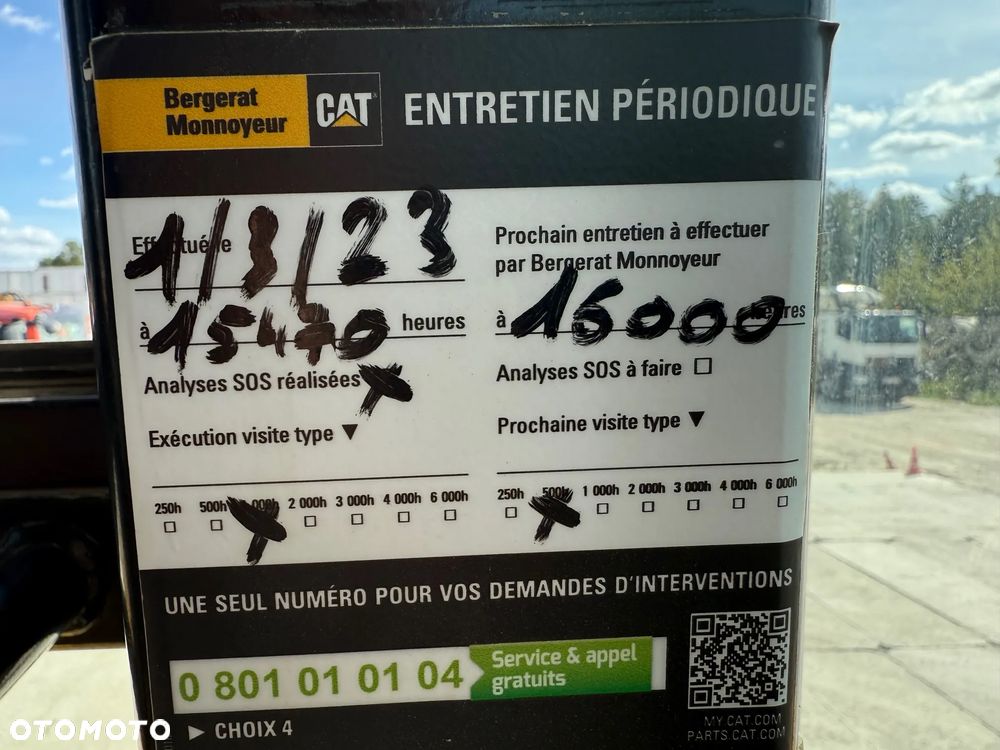 Bergerat
Monnoyeur
CAT
ENTRETIEN PÉRIODIQUE
Effectué le 1/3/23
à 15470 heures
Analyses SOS réalisées
Exécution visite type ▼
250h 500h 1 000h 2 000h 3 000h 4 000h 6 000h
Prochain entretien à effectuer
par Bergerat Monnoyeur
à 16000 heures
Analyses SOS à faire
Prochaine visite type ▼
250h 500h 1 000h 2 000h 3 000h 4 000h 6 000h
UNE SEUL NUMÉRO POUR VOS DEMANDES D'INTERVENTIONS
0 801 01 01 04
Service & appel
gratuits
► CHOIX 4
MY.CAT.COM
PARTS.CAT.COM
OTOMOTO